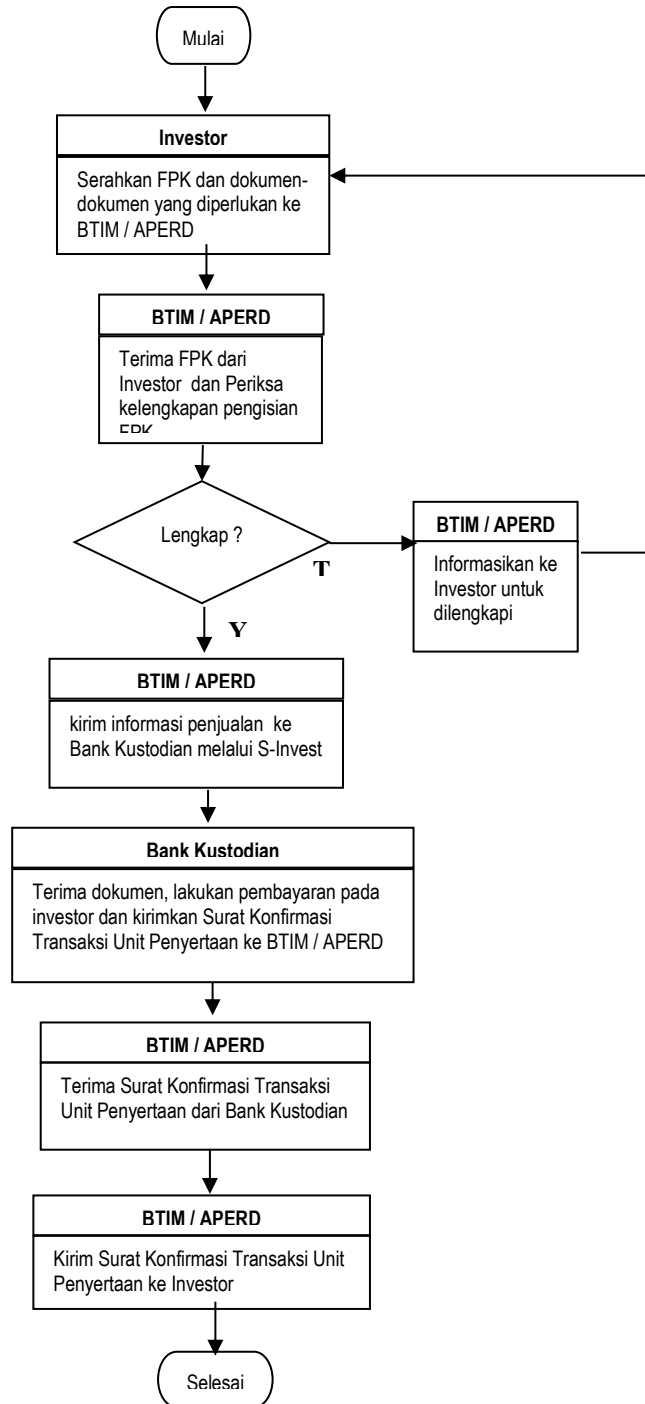 Mulai
Investor
Serahkan FPK dan dokumen-
dokumen yang diperlukan ke
BTIM / APERD
BTIM / APERD
Terima FPK dari
Investor dan Periksa
kelengkapan pengisian
FPK
Lengkap ?
T
BTIM / APERD
Informasikan ke
Investor untuk
dilengkapi
Y
BTIM / APERD
kirim informasi penjualan ke
Bank Kustodian melalui S-Invest
Bank Kustodian
Terima dokumen, lakukan pembayaran pada
investor dan kirimkan Surat Konfirmasi
Transaksi Unit Penyertaan ke BTIM / APERD
BTIM / APERD
Terima Surat Konfirmasi Transaksi
Unit Penyertaan dari Bank Kustodian
BTIM / APERD
Kirim Surat Konfirmasi Transaksi Unit
Penyertaan ke Investor
Selesai